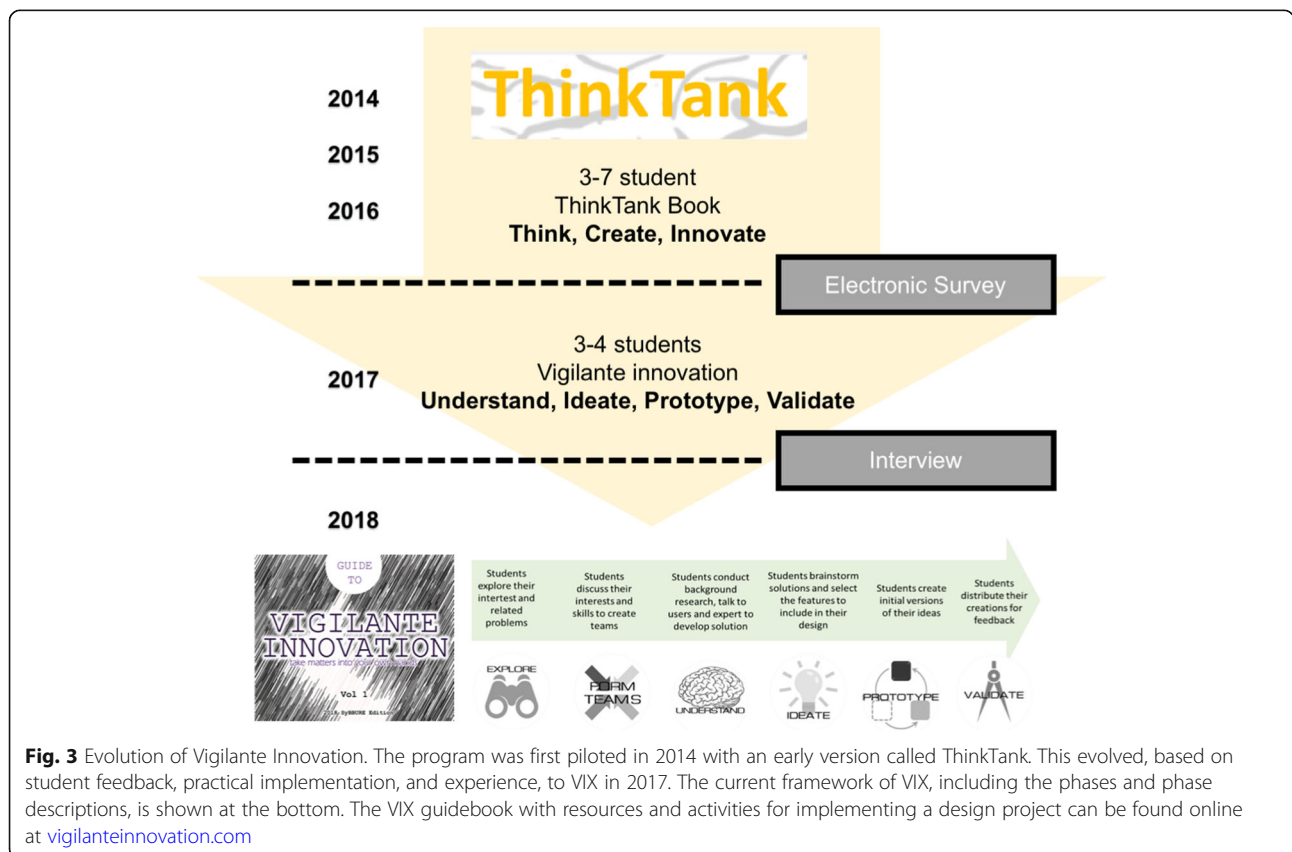 ThinkTank
2014
2015
3-7 student
2016
ThinkTank Book
Think, Create, Innovate
Electronic Survey
3-4 students
2017
Vigilante innovation
Understand, Ideate, Prototype, Validate
Interview
2018
GUIDE
TO
VIGILANTE
INNOVATION
take matters into your own
Vol 1
2018 SyBBURE Edition
Students
explore their
intertest and
related
problems
Students
discuss their
interests and
skills to create
teams
Students conduct
background
research, talk to
users and expert to
develop solution
Students brainstorm
solutions and select
the features to
include in their
design
Students create
initial versions
of their ideas
Students
distribute their
creations for
feedback
EXPLORE
FORM
TEAMS
UNDERSTAND
IDEATE
PROTOTYPE
VALIDATE
Fig. 3 Evolution of Vigilante Innovation. The program was first piloted in 2014 with an early version called ThinkTank. This evolved, based on
student feedback, practical implementation, and experience, to VIX in 2017. The current framework of VIX, including the phases and phase
descriptions, is shown at the bottom. The VIX guidebook with resources and activities for implementing a design project can be found online
at vigilanteinnovation.com